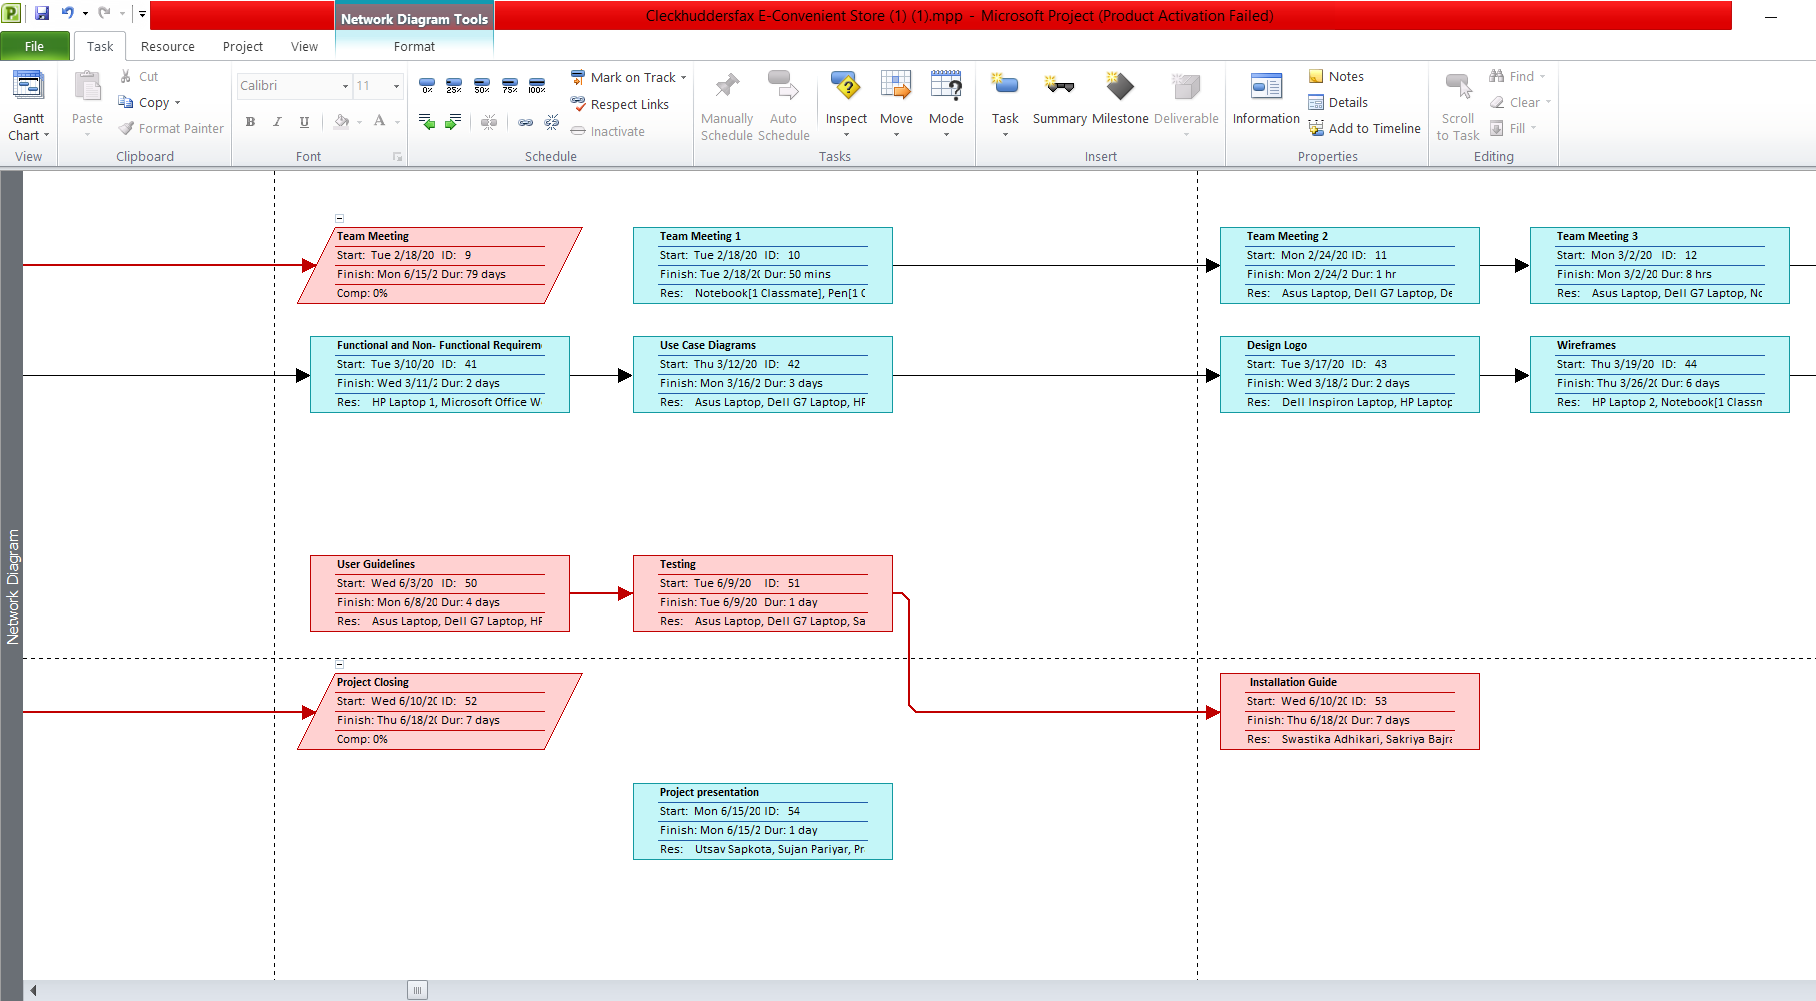 Network Diagram Tools
Cleckhuddersfax E-Convenient Store (1) (1).mpp - Microsoft Project (Product Activation Failed)
File Task Resource Project View Format
Gantt Chart
View
Paste
Cut
Copy
Format Painter
Clipboard
Calibri 11
B I U A
Font
0% 25% 50% 75% 100%
Mark on Track
Respect Links
Inactivate
Schedule
Manually Schedule
Auto Schedule
Inspect
Move
Mode
Tasks
Task
Summary
Milestone
Deliverable
Insert
Information
Notes
Details
Add to Timeline
Properties
Scroll to Task
Find
Clear
Fill
Editing
Network Diagram
Team Meeting
Start: Tue 2/18/20 ID: 9
Finish: Mon 6/15/2 Dur: 79 days
Comp: 0%
Team Meeting 1
Start: Tue 2/18/20 ID: 10
Finish: Tue 2/18/20 Dur: 50 mins
Res: Notebook[1 Classmate], Pen[1 C
Team Meeting 2
Start: Mon 2/24/20 ID: 11
Finish: Mon 2/24/2 Dur: 1 hr
Res: Asus Laptop, Dell G7 Laptop, De
Team Meeting 3
Start: Mon 3/2/20 ID: 12
Finish: Mon 3/2/20 Dur: 8 hrs
Res: Asus Laptop, Dell G7 Laptop, No
Functional and Non- Functional Requirem
Start: Tue 3/10/20 ID: 41
Finish: Wed 3/11/2 Dur: 2 days
Res: HP Laptop 1, Microsoft Office W
Use Case Diagrams
Start: Thu 3/12/20 ID: 42
Finish: Mon 3/16/2 Dur: 3 days
Res: Asus Laptop, Dell G7 Laptop, HP
Design Logo
Start: Tue 3/17/20 ID: 43
Finish: Wed 3/18/2 Dur: 2 days
Res: Dell Inspiron Laptop, HP Laptop
Wireframes
Start: Thu 3/19/20 ID: 44
Finish: Thu 3/26/20 Dur: 6 days
Res: HP Laptop 2, Notebook[1 Classm
User Guidelines
Start: Wed 6/3/20 ID: 50
Finish: Mon 6/8/20 Dur: 4 days
Res: Asus Laptop, Dell G7 Laptop, HP
Testing
Start: Tue 6/9/20 ID: 51
Finish: Tue 6/9/20 Dur: 1 day
Res: Asus Laptop, Dell G7 Laptop, Sa
Project Closing
Start: Wed 6/10/20 ID: 52
Finish: Thu 6/18/20 Dur: 7 days
Comp: 0%
Installation Guide
Start: Wed 6/10/20 ID: 53
Finish: Thu 6/18/20 Dur: 7 days
Res: Swastika Adhikari, Sakriya Bajra
Project presentation
Start: Mon 6/15/20 ID: 54
Finish: Mon 6/15/2 Dur: 1 day
Res: Utsav Sapkota, Sujan Pariyar, Pr